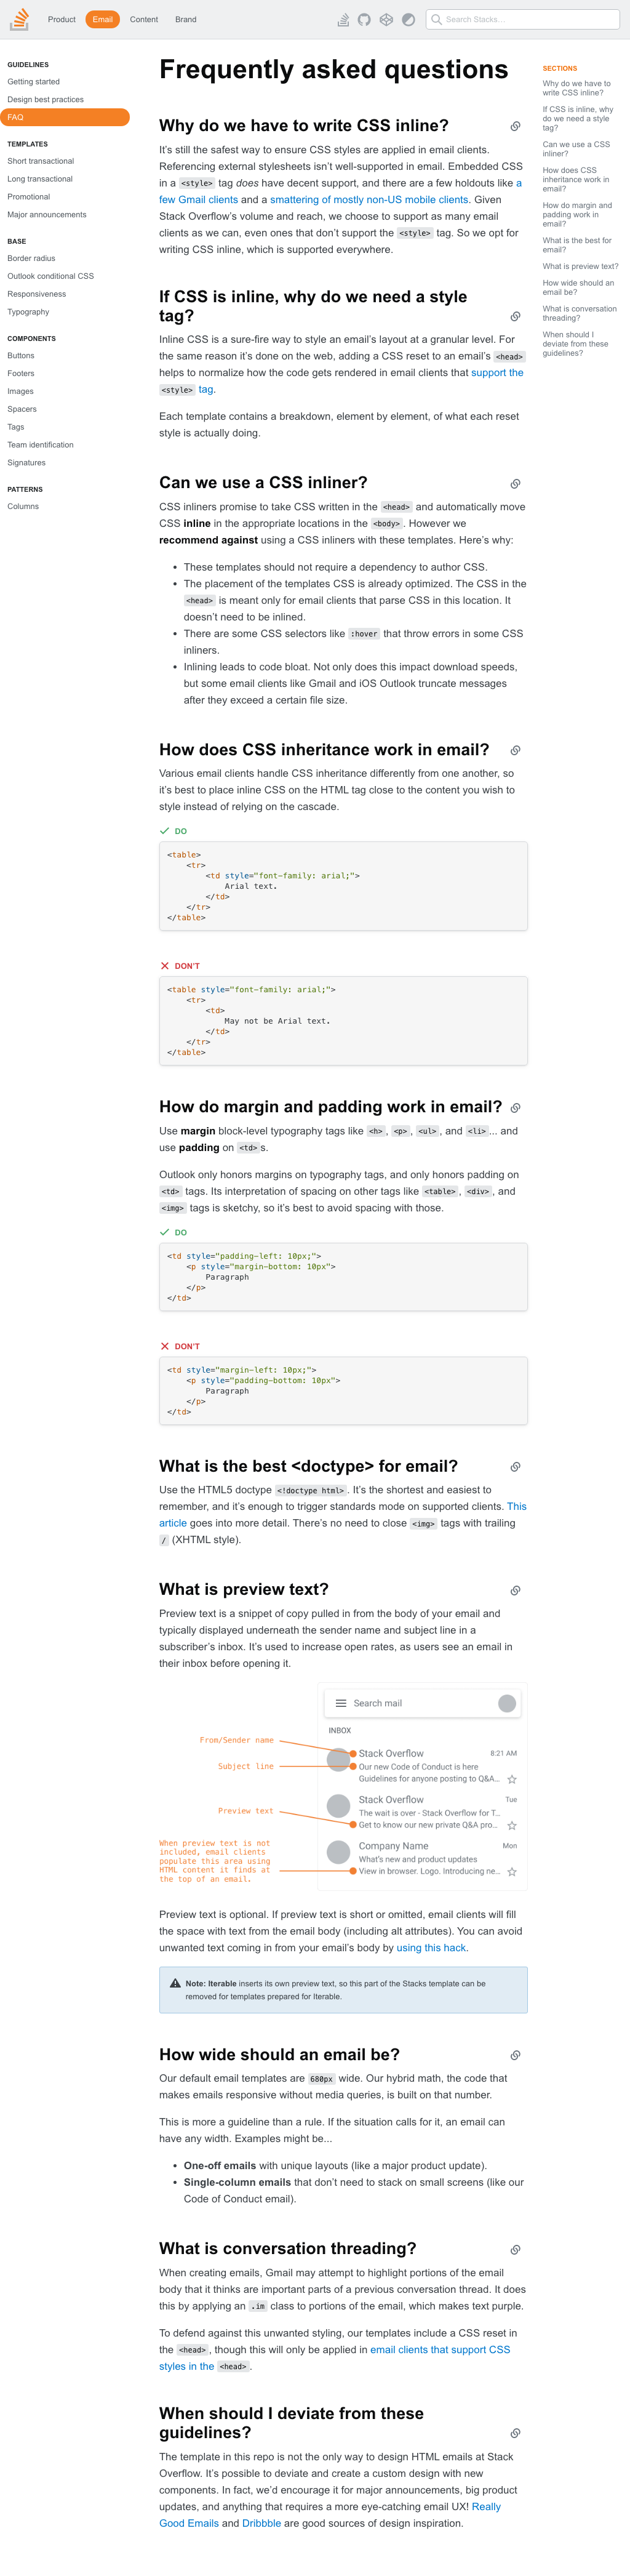 Product
Email
Content
Brand
Search Stacks…
GUIDELINES
Getting started
Design best practices
FAQ
TEMPLATES
Short transactional
Long transactional
Promotional
Major announcements
BASE
Border radius
Outlook conditional CSS
Responsiveness
Typography
COMPONENTS
Buttons
Footers
Images
Spacers
Tags
Team identification
Signatures
PATTERNS
Columns
Frequently asked questions
Why do we have to write CSS inline?
It’s still the safest way to ensure CSS styles are applied in email clients.
Referencing external stylesheets isn’t well-supported in email. Embedded CSS
in a <style> tag does have decent support, and there are a few holdouts like a
few Gmail clients and a smattering of mostly non-US mobile clients. Given
Stack Overflow’s volume and reach, we choose to support as many email
clients as we can, even ones that don’t support the <style> tag. So we opt for
writing CSS inline, which is supported everywhere.
If CSS is inline, why do we need a style
tag?
Inline CSS is a sure-fire way to style an email’s layout at a granular level. For
the same reason it’s done on the web, adding a CSS reset to an email’s <head>
helps to normalize how the code gets rendered in email clients that support the
<style> tag.
Each template contains a breakdown, element by element, of what each reset
style is actually doing.
Can we use a CSS inliner?
CSS inliners promise to take CSS written in the <head> and automatically move
CSS inline in the appropriate locations in the <body>. However we
recommend against using a CSS inliners with these templates. Here’s why:
• These templates should not require a dependency to author CSS.
• The placement of the templates CSS is already optimized. The CSS in the
<head> is meant only for email clients that parse CSS in this location. It
doesn’t need to be inlined.
• There are some CSS selectors like :hover that throw errors in some CSS
inliners.
• Inlining leads to code bloat. Not only does this impact download speeds,
but some email clients like Gmail and iOS Outlook truncate messages
after they exceed a certain file size.
How does CSS inheritance work in email?
Various email clients handle CSS inheritance differently from one another, so
it’s best to place inline CSS on the HTML tag close to the content you wish to
style instead of relying on the cascade.
DO
<table>
<tr>
<td style="font-family: arial;">
Arial text.
</td>
</tr>
</table>
DON’T
<table style="font-family: arial;">
<tr>
<td>
May not be Arial text.
</td>
</tr>
</table>
How do margin and padding work in email?
Use margin block-level typography tags like <h>, <p>, <ul>, and <li>... and
use padding on <td>s.
Outlook only honors margins on typography tags, and only honors padding on
<td> tags. Its interpretation of spacing on other tags like <table>, <div>, and
<img> tags is sketchy, so it’s best to avoid spacing with those.
DO
<td style="padding-left: 10px;">
<p style="margin-bottom: 10px">
Paragraph
</p>
</td>
DON’T
<td style="margin-left: 10px;">
<p style="padding-bottom: 10px">
Paragraph
</p>
</td>
What is the best <doctype> for email?
Use the HTML5 doctype <!doctype html>. It’s the shortest and easiest to
remember, and it’s enough to trigger standards mode on supported clients. This
article goes into more detail. There’s no need to close <img> tags with trailing
/ (XHTML style).
What is preview text?
Preview text is a snippet of copy pulled in from the body of your email and
typically displayed underneath the sender name and subject line in a
subscriber’s inbox. It’s used to increase open rates, as users see an email in
their inbox before opening it.
Search mail
INBOX
From/Sender name
Subject line
Preview text
When preview text is not
included, email clients
populate this area using
HTML content it finds at
the top of an email.
Stack Overflow 8:21 AM
Our new Code of Conduct is here
Guidelines for anyone posting to Q&A...
Stack Overflow Tue
The wait is over - Stack Overflow for T...
Get to know our new private Q&A pro...
Company Name Mon
What’s new and product updates
View in browser. Logo. Introducing ne...
Preview text is optional. If preview text is short or omitted, email clients will fill
the space with text from the email body (including alt attributes). You can avoid
unwanted text coming in from your email’s body by using this hack.
Note: Iterable inserts its own preview text, so this part of the Stacks template can be
removed for templates prepared for Iterable.
How wide should an email be?
Our default email templates are 680px wide. Our hybrid math, the code that
makes emails responsive without media queries, is built on that number.
This is more a guideline than a rule. If the situation calls for it, an email can
have any width. Examples might be...
• One-off emails with unique layouts (like a major product update).
• Single-column emails that don’t need to stack on small screens (like our
Code of Conduct email).
What is conversation threading?
When creating emails, Gmail may attempt to highlight portions of the email
body that it thinks are important parts of a previous conversation thread. It does
this by applying an .im class to portions of the email, which makes text purple.
To defend against this unwanted styling, our templates include a CSS reset in
the <head>, though this will only be applied in email clients that support CSS
styles in the <head>.
When should I deviate from these
guidelines?
The template in this repo is not the only way to design HTML emails at Stack
Overflow. It’s possible to deviate and create a custom design with new
components. In fact, we’d encourage it for major announcements, big product
updates, and anything that requires a more eye-catching email UX! Really
Good Emails and Dribbble are good sources of design inspiration.
SECTIONS
Why do we have to
write CSS inline?
If CSS is inline, why
do we need a style
tag?
Can we use a CSS
inliner?
How does CSS
inheritance work in
email?
How do margin and
padding work in
email?
What is the best for
email?
What is preview text?
How wide should an
email be?
What is conversation
threading?
When should I
deviate from these
guidelines?